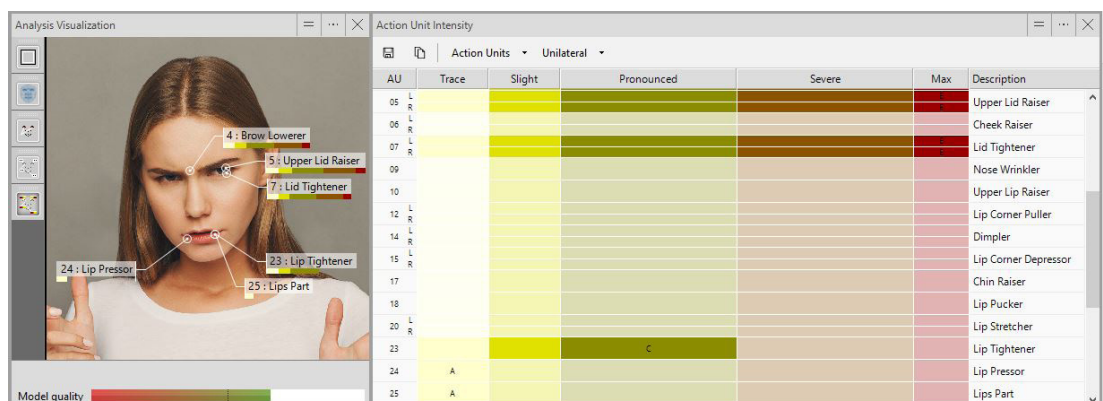 Analysis Visualization
4 : Brow Lowerer
5 : Upper Lid Raiser
7 : Lid Tightener
23 : Lip Tightener
24 : Lip Pressor
25 : Lips Part
Model quality
Action Unit Intensity
Action Units Unilateral
AU Trace Slight Pronounced Severe Max Description
05 L R E E Upper Lid Raiser
06 L R Cheek Raiser
07 L R E E Lid Tightener
09 Nose Wrinkler
10 Upper Lip Raiser
12 L R Lip Corner Puller
14 L R Dimpler
15 L R Lip Corner Depressor
17 Chin Raiser
18 Lip Pucker
20 L R Lip Stretcher
23 C Lip Tightener
24 A Lip Pressor
25 A Lips Part